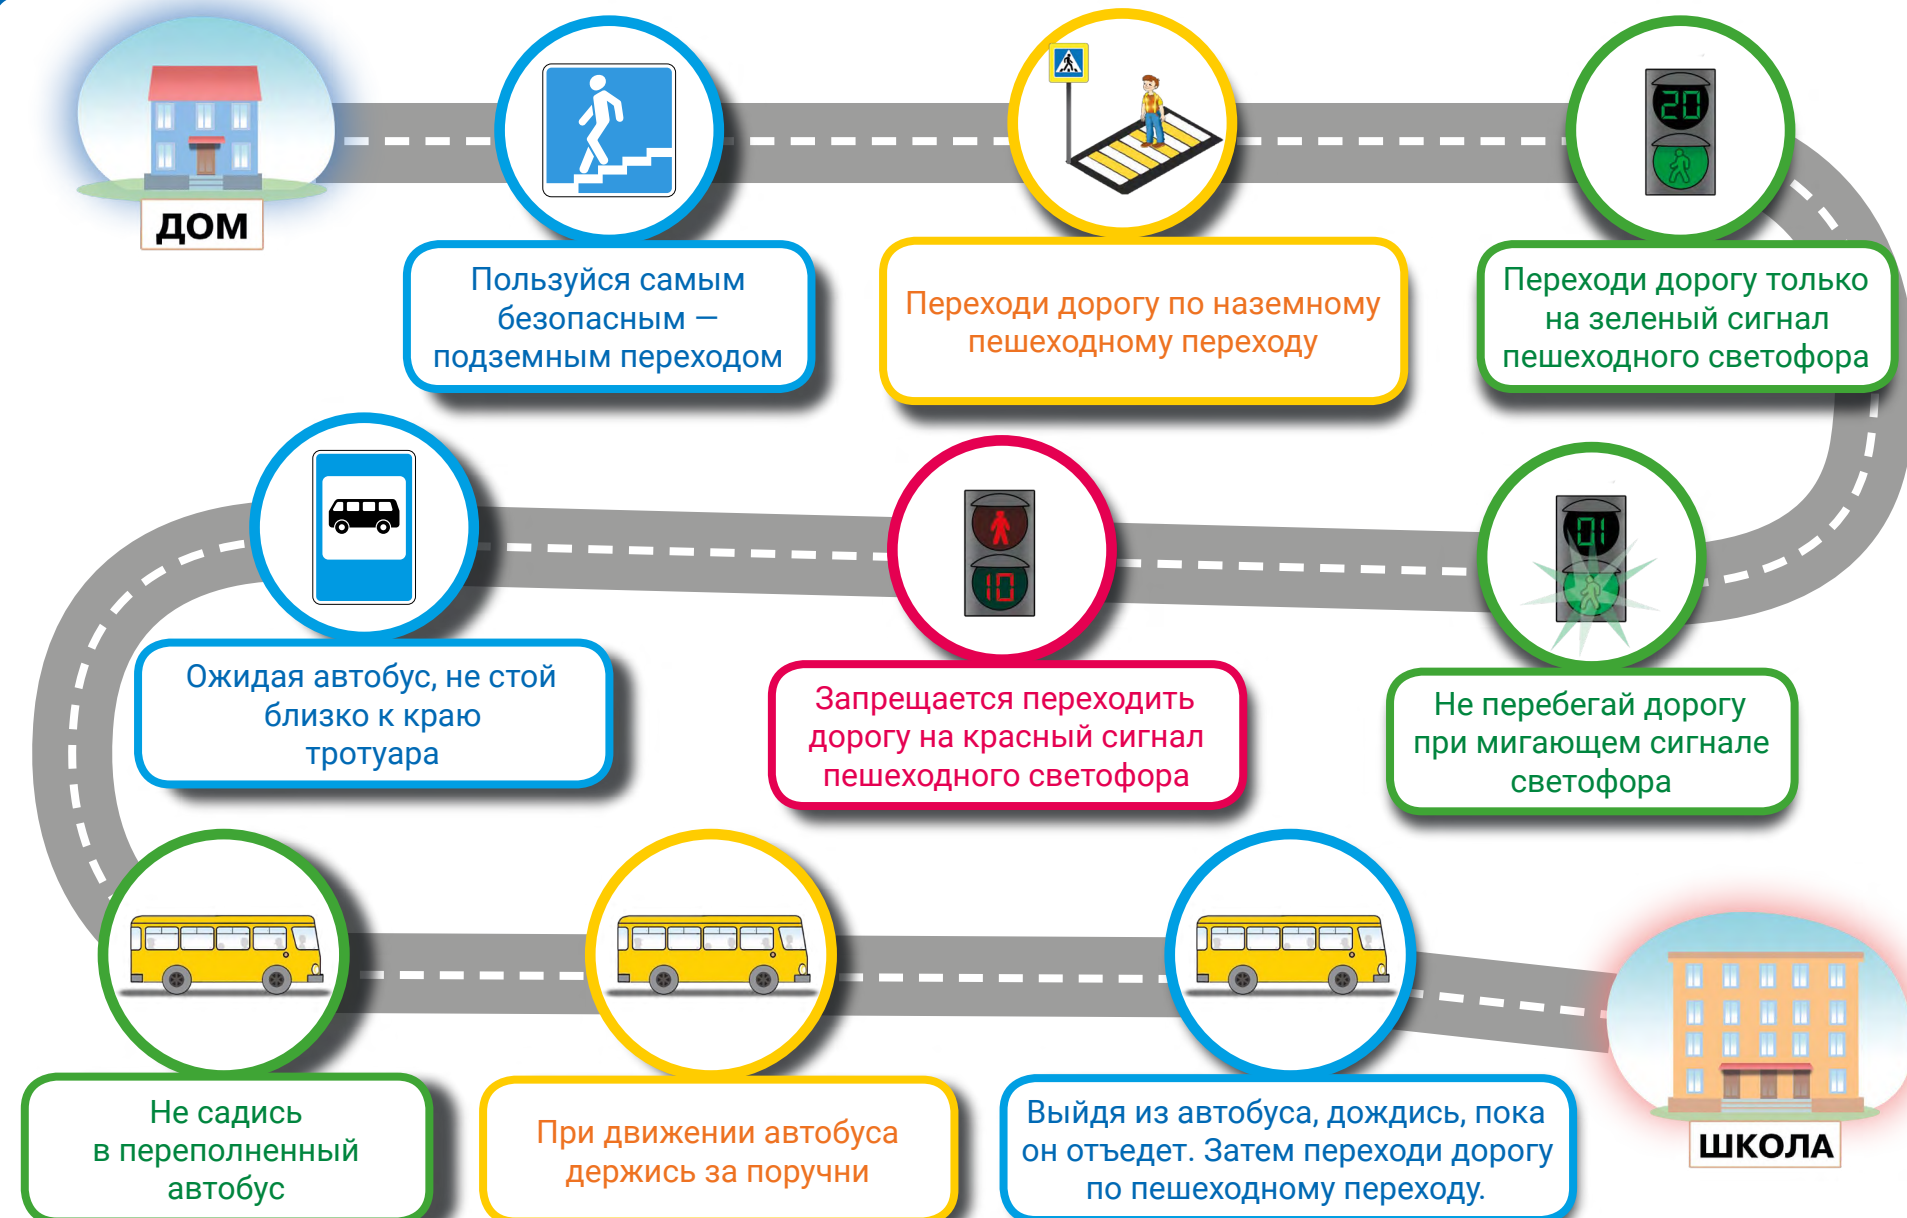 ДОМ
Пользуйся самым
безопасным —
подземным переходом
Переходи дорогу по наземному
пешеходному переходу
20
Переходи дорогу только
на зеленый сигнал
пешеходного светофора
01
Не перебегай дорогу
при мигающем сигнале
светофора
10
Запрещается переходить
дорогу на красный сигнал
пешеходного светофора
Ожидая автобус, не стой
близко к краю
тротуара
Не садись
в переполненный
автобус
При движении автобуса
держись за поручни
Выйдя из автобуса, дождись, пока
он отъедет. Затем переходи дорогу
по пешеходному переходу.
ШКОЛА